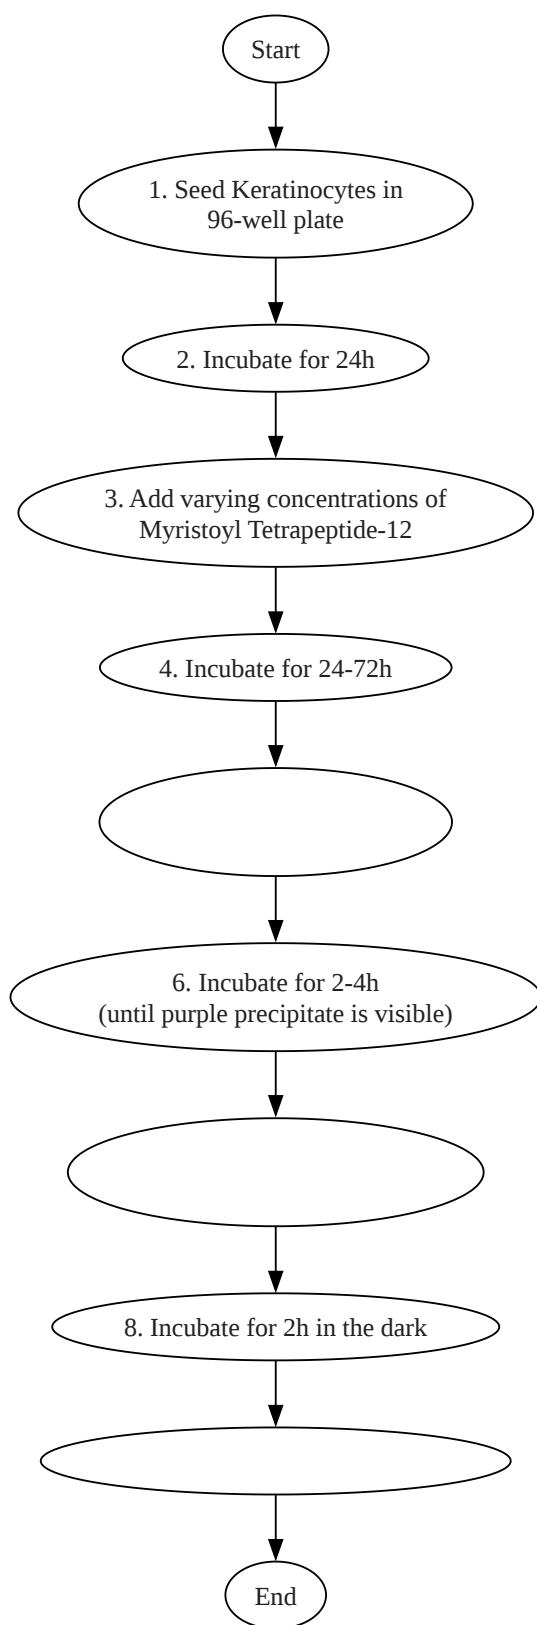 Start
1. Seed Keratinocytes in
96-well plate
2. Incubate for 24h
3. Add varying concentrations of
Myristoyl Tetrapeptide-12
4. Incubate for 24-72h
6. Incubate for 2-4h
(until purple precipitate is visible)
8. Incubate for 2h in the dark
End